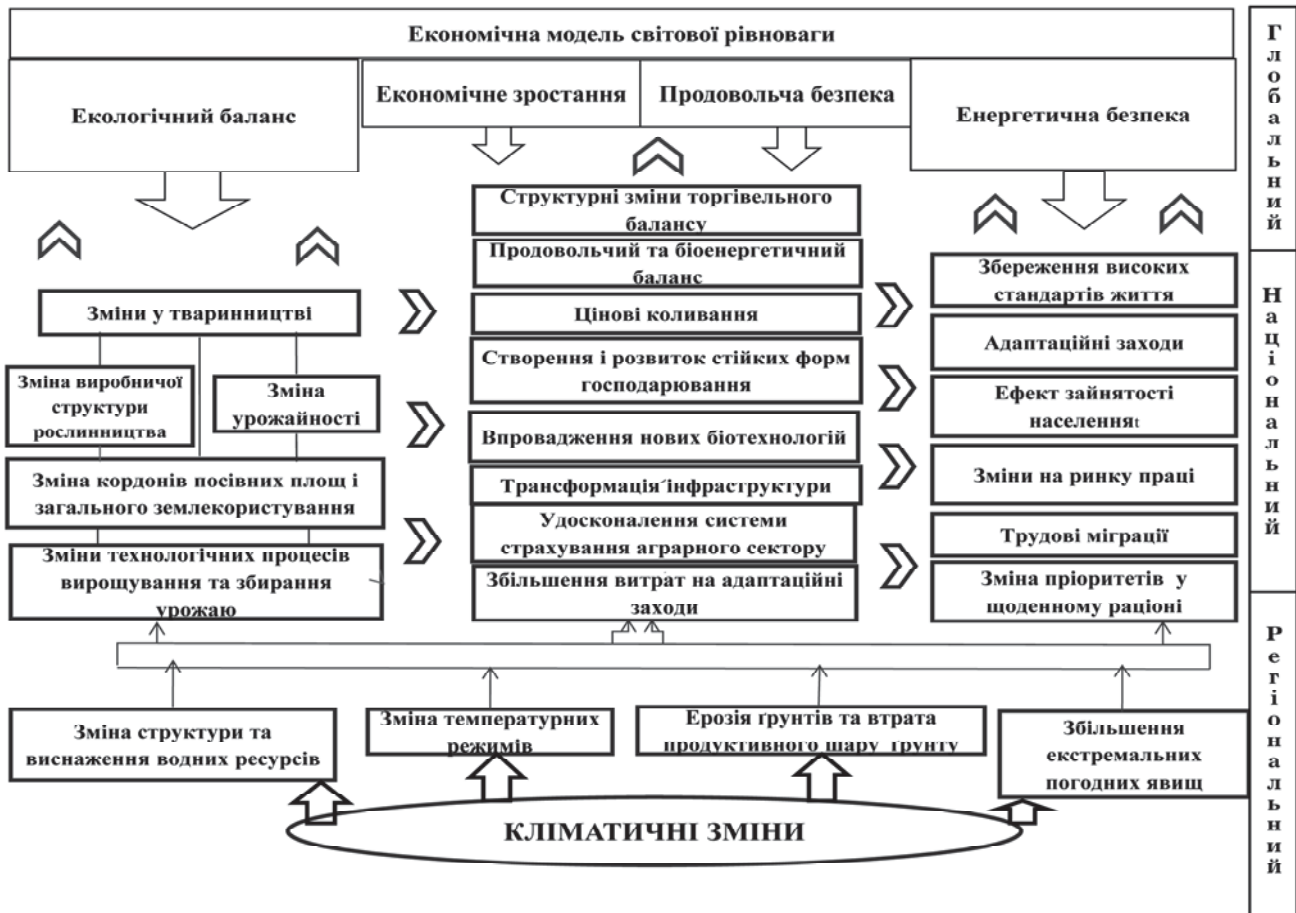 Економічна модель світової рівноваги
Екологічний баланс
Економічне зростання
Продовольча безпека
Енергетична безпека
Структурні зміни торгівельного
балансу
Продовольчий та біоенергетичний
баланс
Цінові коливання
Створення і розвиток стійких форм
господарювання
Впровадження нових біотехнологій
Трансформація інфраструктури
Удосконалення системи
страхування аграрного сектору
Збільшення витрат на адаптаційні
заходи
Зміни у тваринництві
Зміна виробничої
структури
рослинництва
Зміна
урожайності
Зміна кордонів посівних площ і
загального землекористування
Зміни технологічних процесів
вирощування та збирання
урожаю
Збереження високих
стандартів життя
Адаптаційні заходи
Ефект зайнятості
населенняt
Зміни на ринку праці
Трудові міграції
Зміна пріоритетів у
щоденному раціоні
Зміна структури та
виснаження водних ресурсів
Зміна температурних
режимів
Ерозія ґрунтів та втрата
продуктивного шару ґрунту
Збільшення
екстремальних
погодних явищ
КЛІМАТИЧНІ ЗМІНИ
Глобальний
Національний
Регіональний